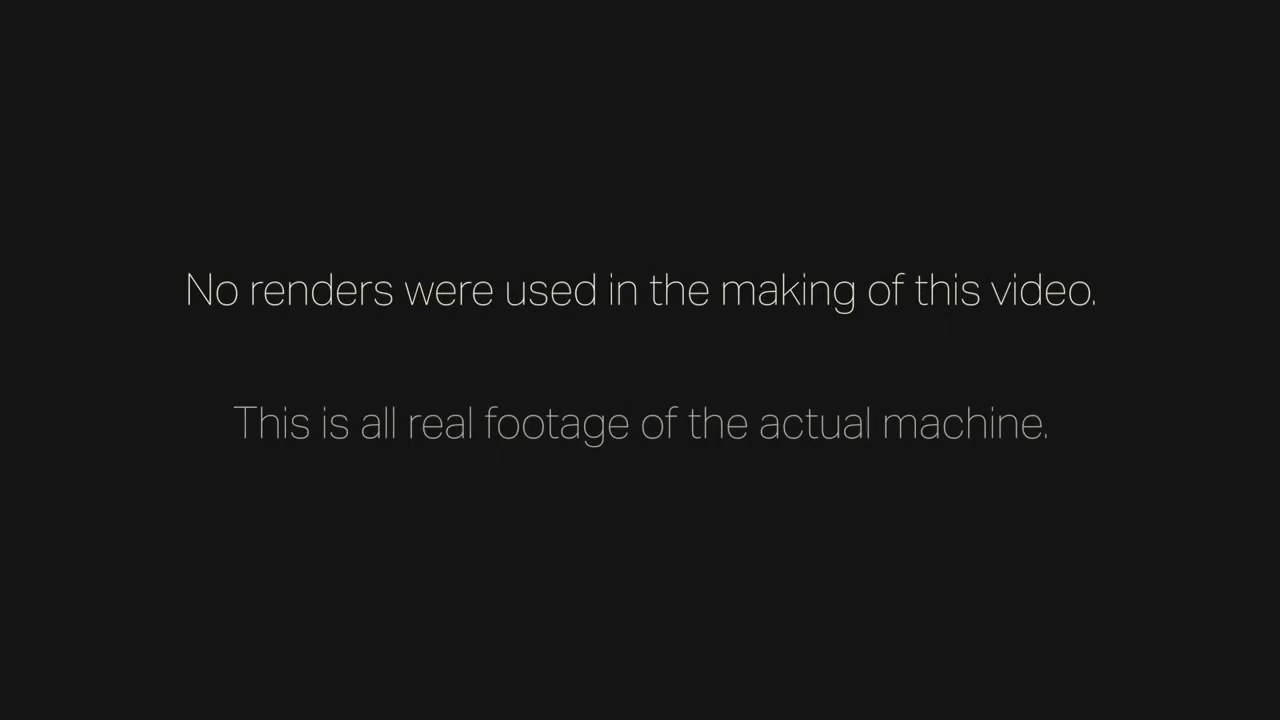 No renders were used in the making of this video.
This is all real footage of the actual machine.